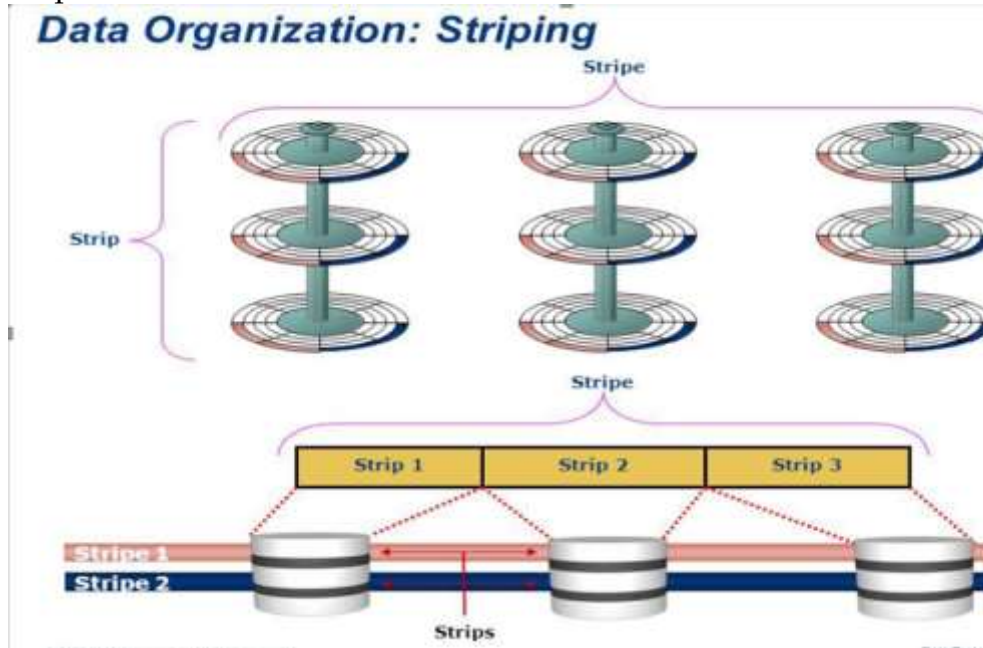 Data Organization: Striping
Stripe
Strip
Stripe
Strip 1 Strip 2 Strip 3
Stripe 1
Stripe 2
Strips